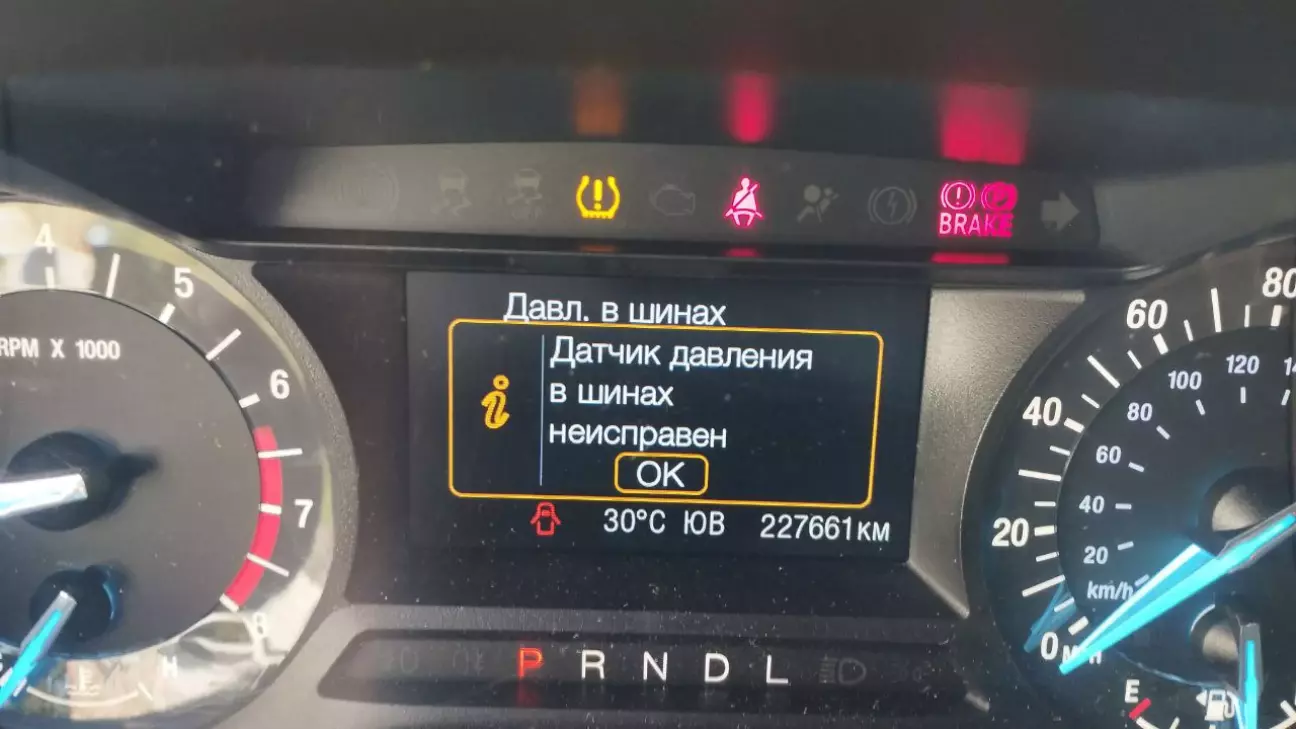 BRAKE
4
5
6
7
8
RPM X 1000
H
Давл. в шинах
Датчик давления
в шинах
неисправен
OK
30°C ЮВ 227661км
P R N D L
80
60
40
20
0
120
100
80
60
40
20
km/h
E